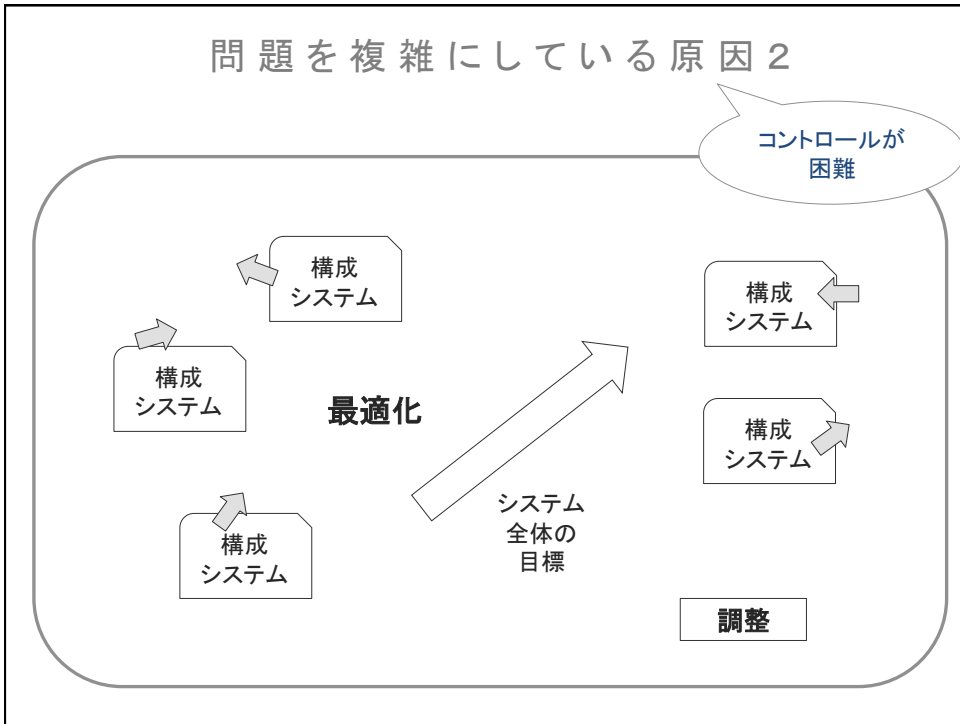 問題を複雑にしている原因２
コントロールが
困難
構成
システム
構成
システム
構成
システム
最適化
構成
システム
構成
システム
システム
全体の
目標
調整